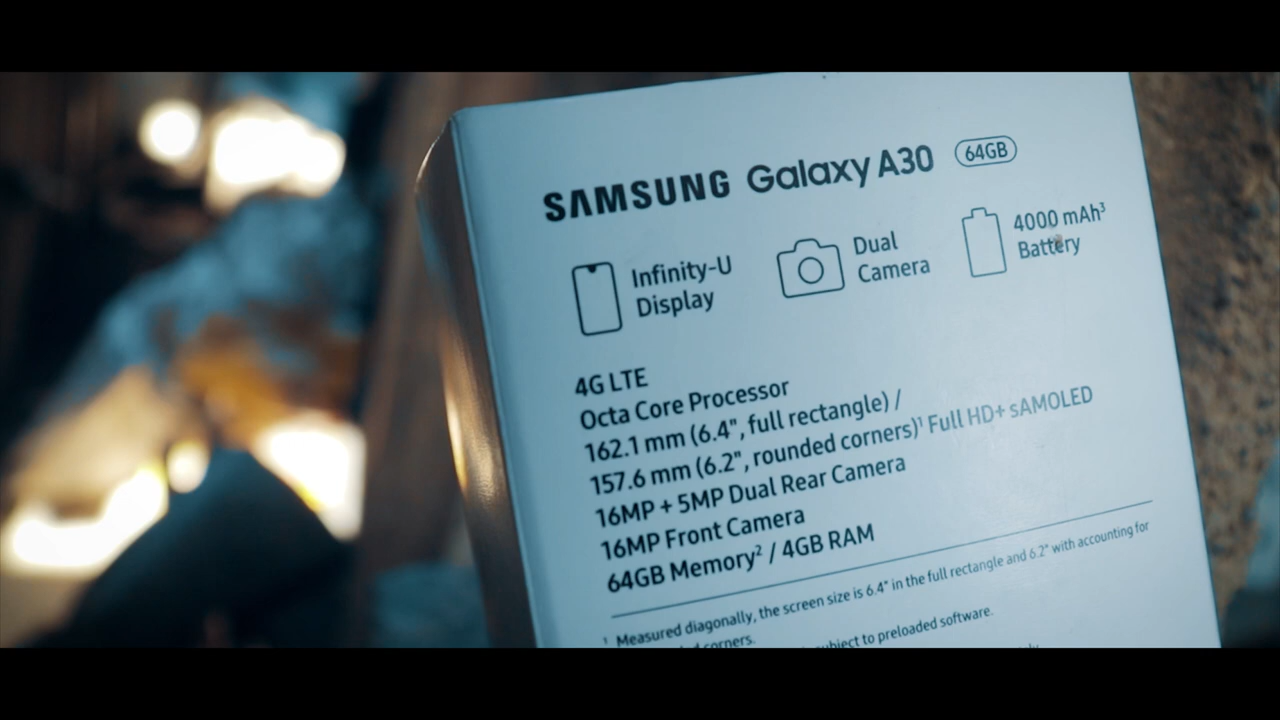 SAMSUNG Galaxy A30 64GB
Infinity-U
Display
Dual
Camera
4000 mAh³
Battery
4G LTE
Octa Core Processor
162.1 mm (6.4", full rectangle) /
157.6 mm (6.2", rounded corners)¹ Full HD+ sAMOLED
16MP + 5MP Dual Rear Camera
16MP Front Camera
64GB Memory² / 4GB RAM
¹ Measured diagonally, the screen size is 6.4" in the full rectangle and 6.2" with accounting for
corners.
subject to preloaded software.